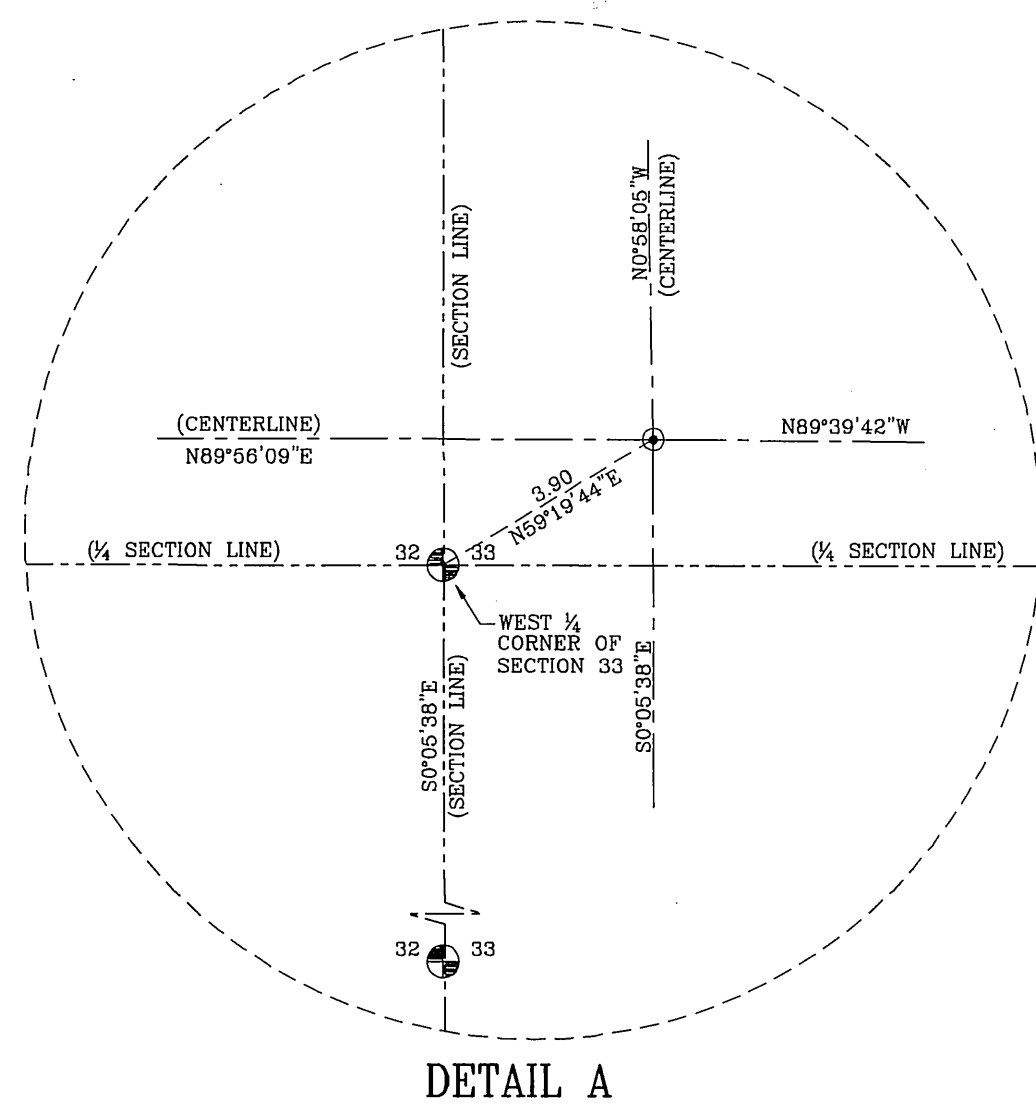 (SECTION LINE)
N0°58'05"W
(CENTERLINE)
(CENTERLINE)
N89°56'09"E
N89°39'42"W
3.90
N59°19'44"E
(¼ SECTION LINE)
32 33
(¼ SECTION LINE)
WEST ¼
CORNER OF
SECTION 33
S0°05'38"E
(SECTION LINE)
S0°05'38"E
32 33
DETAIL A